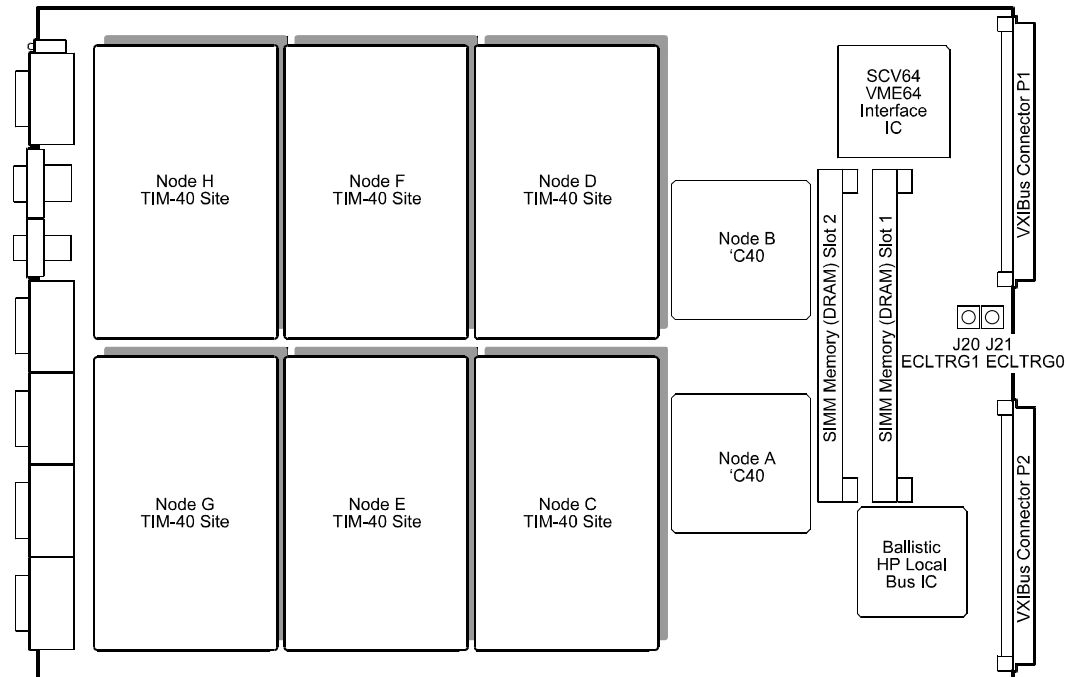 SCV64
VME64
Interface
IC
VXIBus Connector P1
Node H
TIM-40 Site
Node F
TIM-40 Site
Node D
TIM-40 Site
Node B
‘C40
SIMM Memory (DRAM) Slot 2
SIMM Memory (DRAM) Slot 1
J20 J21
ECLTRG1 ECLTRG0
Node G
TIM-40 Site
Node E
TIM-40 Site
Node C
TIM-40 Site
Node A
‘C40
Ballistic
HP Local
Bus IC
VXIBus Connector P2